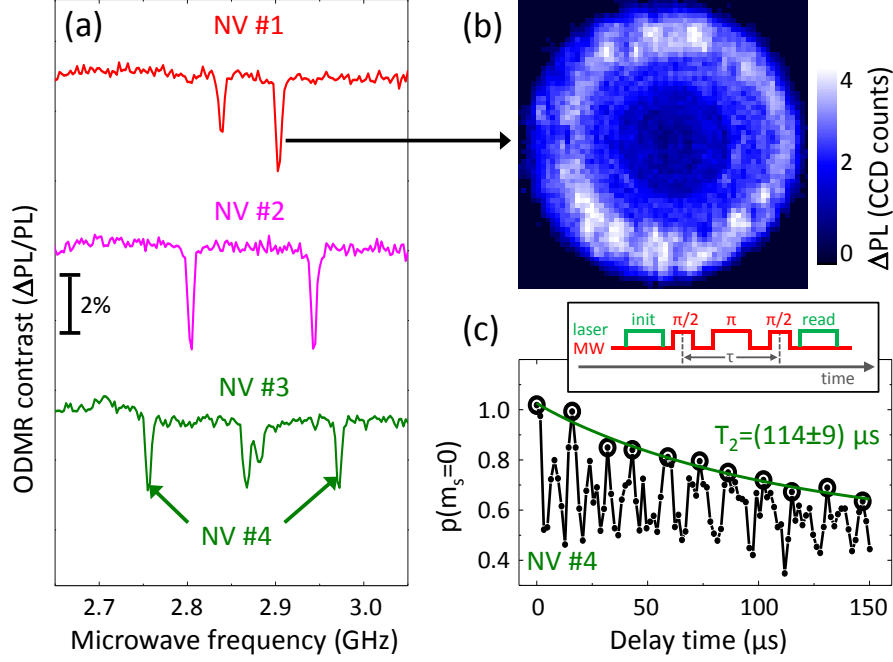 (a)
NV #1
NV #2
2%
NV #3
NV #4
ODMR contrast (ΔPL/PL)
2.7 2.8 2.9 3.0
Microwave frequency (GHz)
(b)
4
2
0
ΔPL (CCD counts)
(c)
init π/2 π π/2 read
laser
MW
τ
time
T₂=(114±9) μs
NV #4
1.0
0.8
0.6
0.4
p(mₛ=0)
0 50 100 150
Delay time (μs)